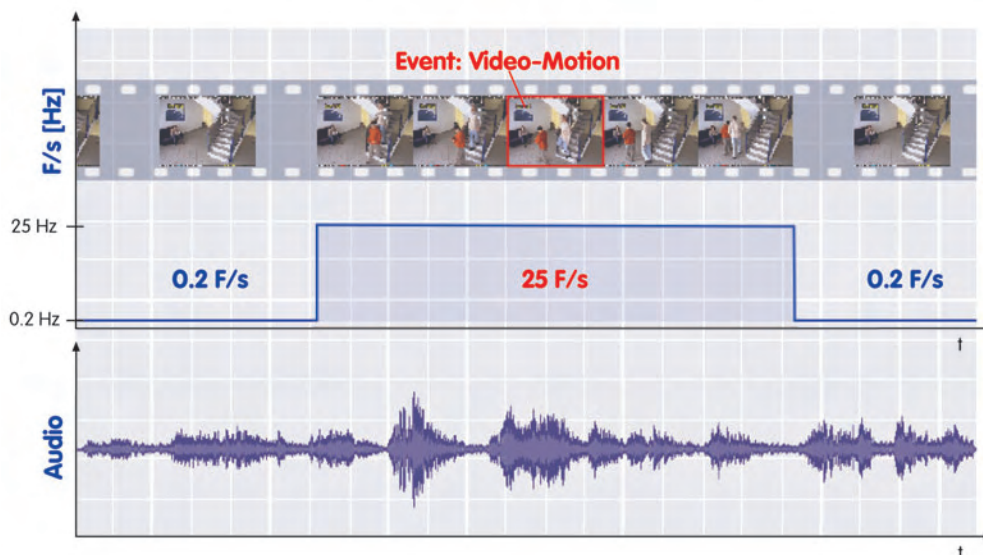 Event: Video-Motion
F/s [Hz]
25 Hz
0.2 F/s
25 F/s
0.2 F/s
0.2 Hz
t
Audio
t